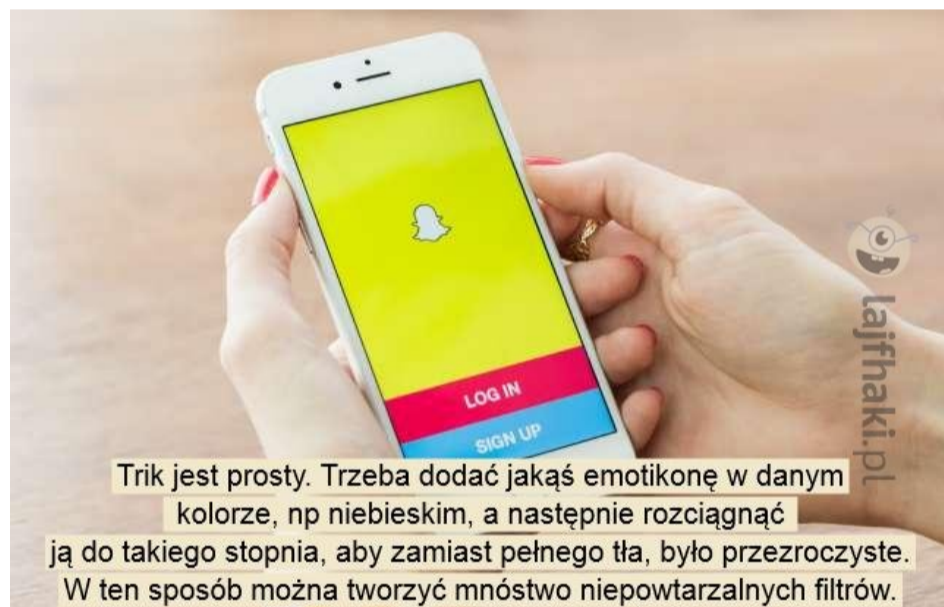 LOG IN
SIGN UP
lajfhaki.pl
Trik jest prosty. Trzeba dodać jakąś emotikonę w danym
kolorze, np niebieskim, a następnie rozciągnąć
ją do takiego stopnia, aby zamiast pełnego tła, było przezroczyste.
W ten sposób można tworzyć mnóstwo niepowtarzalnych filtrów.